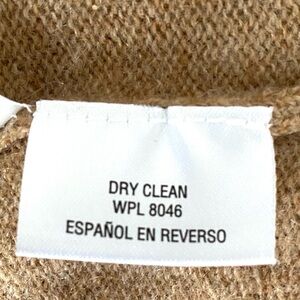 DRY CLEAN
WPL 8046
ESPAÑOL EN REVERSO